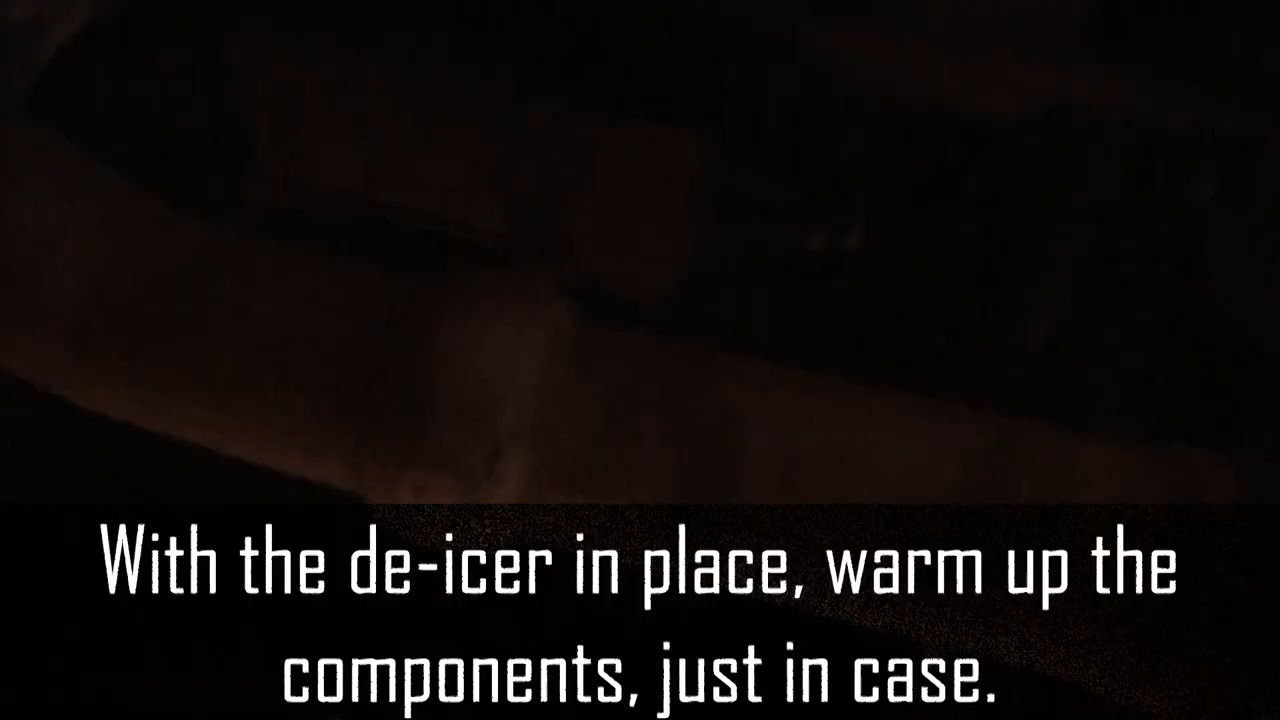 With the de-icer in place, warm up the
components, just in case.